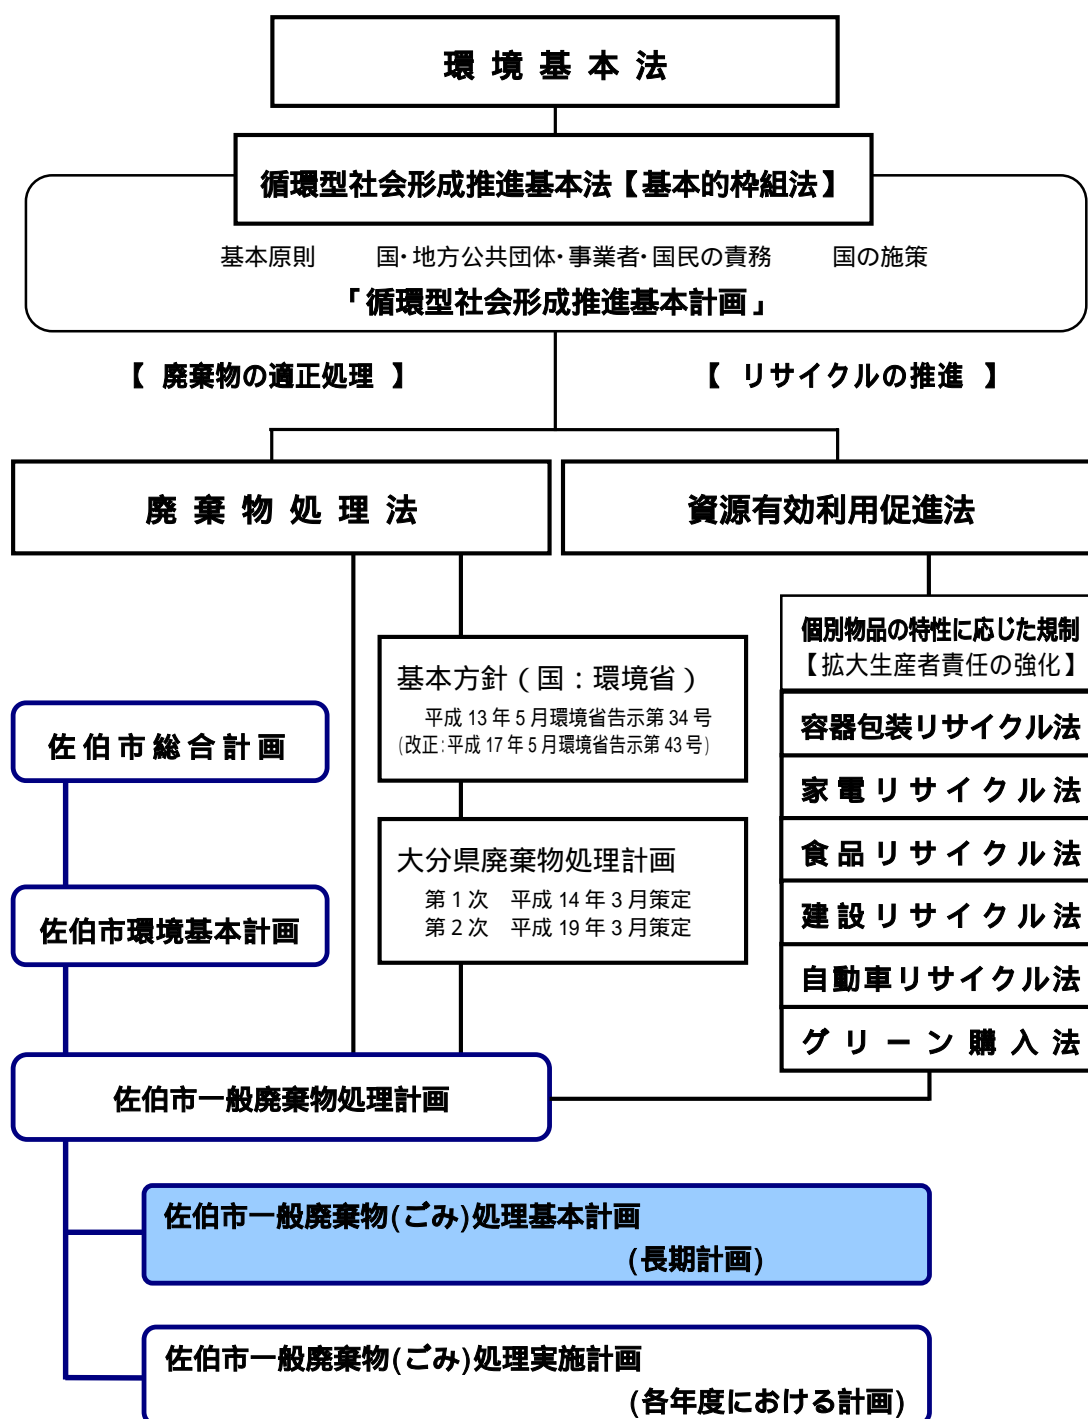 環境基本法
循環型社会形成推進基本法【基本的枠組法】
基本原則　国・地方公共団体・事業者・国民の責務　国の施策
「循環型社会形成推進基本計画」
【 廃棄物の適正処理 】
【 リサイクルの推進 】
廃棄物処理法
資源有効利用促進法
個別物品の特性に応じた規制
【拡大生産者責任の強化】
基本方針（国：環境省）
平成13年5月環境省告示第34号
(改正:平成17年5月環境省告示第43号)
佐伯市総合計画
容器包装リサイクル法
家電リサイクル法
食品リサイクル法
大分県廃棄物処理計画
第1次　平成14年3月策定
第2次　平成19年3月策定
佐伯市環境基本計画
建設リサイクル法
自動車リサイクル法
グリーン購入法
佐伯市一般廃棄物処理計画
佐伯市一般廃棄物(ごみ)処理基本計画
(長期計画)
佐伯市一般廃棄物(ごみ)処理実施計画
(各年度における計画)